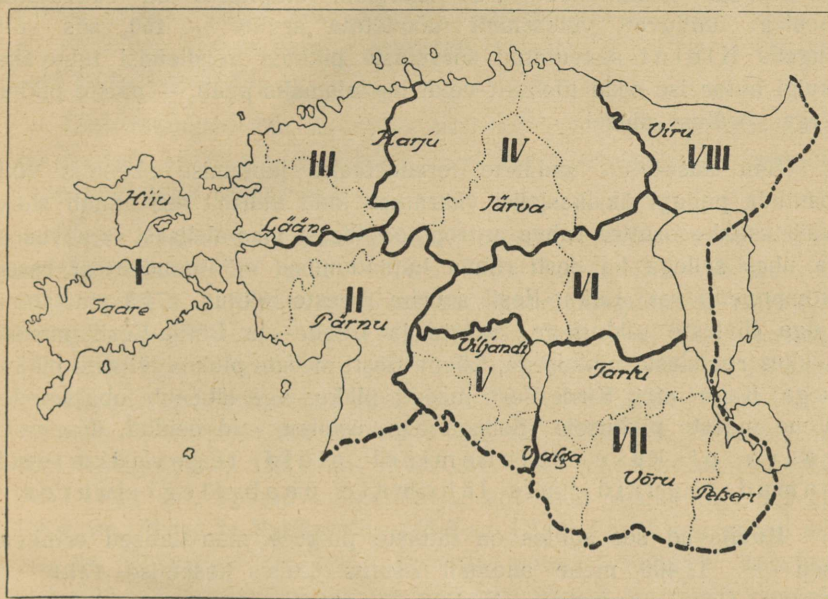 Harju
IV
Viru
VIII
III
Hiiu
Järva
Lääne
I
Saare
II
Pärnu
VI
Viljandi
V
Tartu
Valga
VII
Võru
Petseri